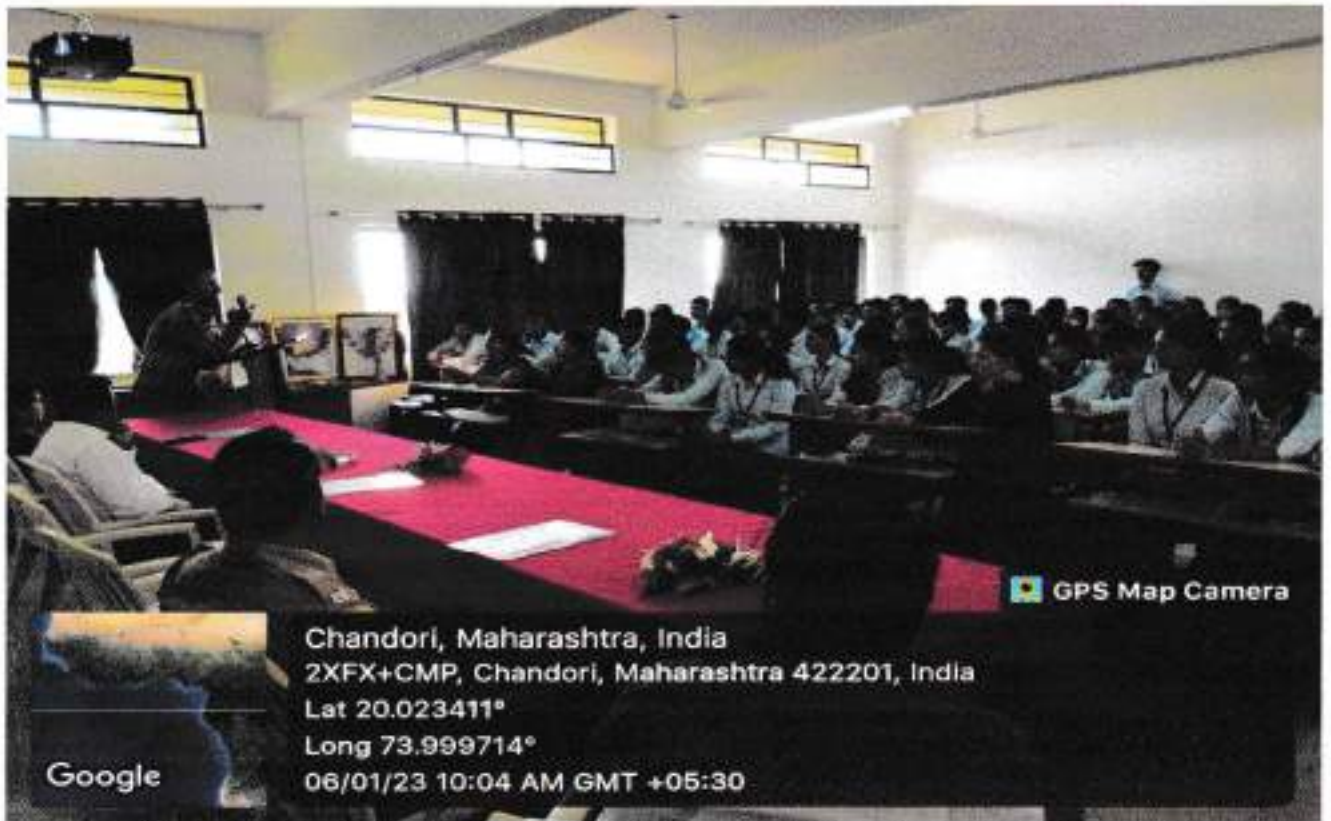 GPS Map Camera
Chandori, Maharashtra, India
2XFX+CMP, Chandori, Maharashtra 422201, India
Lat 20.023411°
Long 73.999714°
06/01/23 10:04 AM GMT +05:30
Google